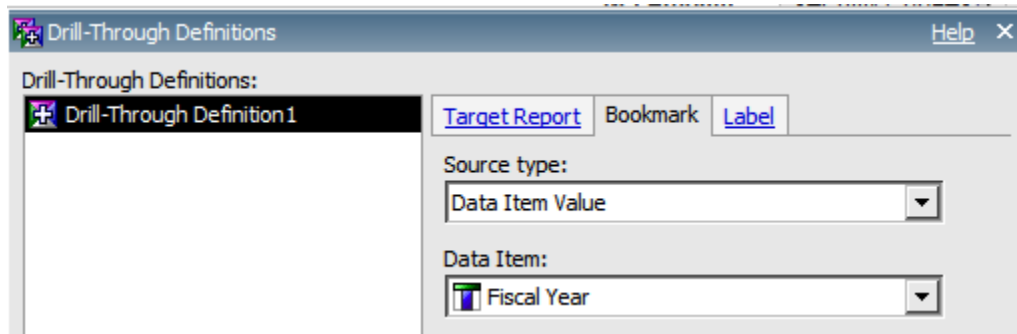 Drill-Through Definitions
Help
Drill-Through Definitions:
Drill-Through Definition1
Target Report
Bookmark
Label
Source type:
Data Item Value
Data Item:
Fiscal Year